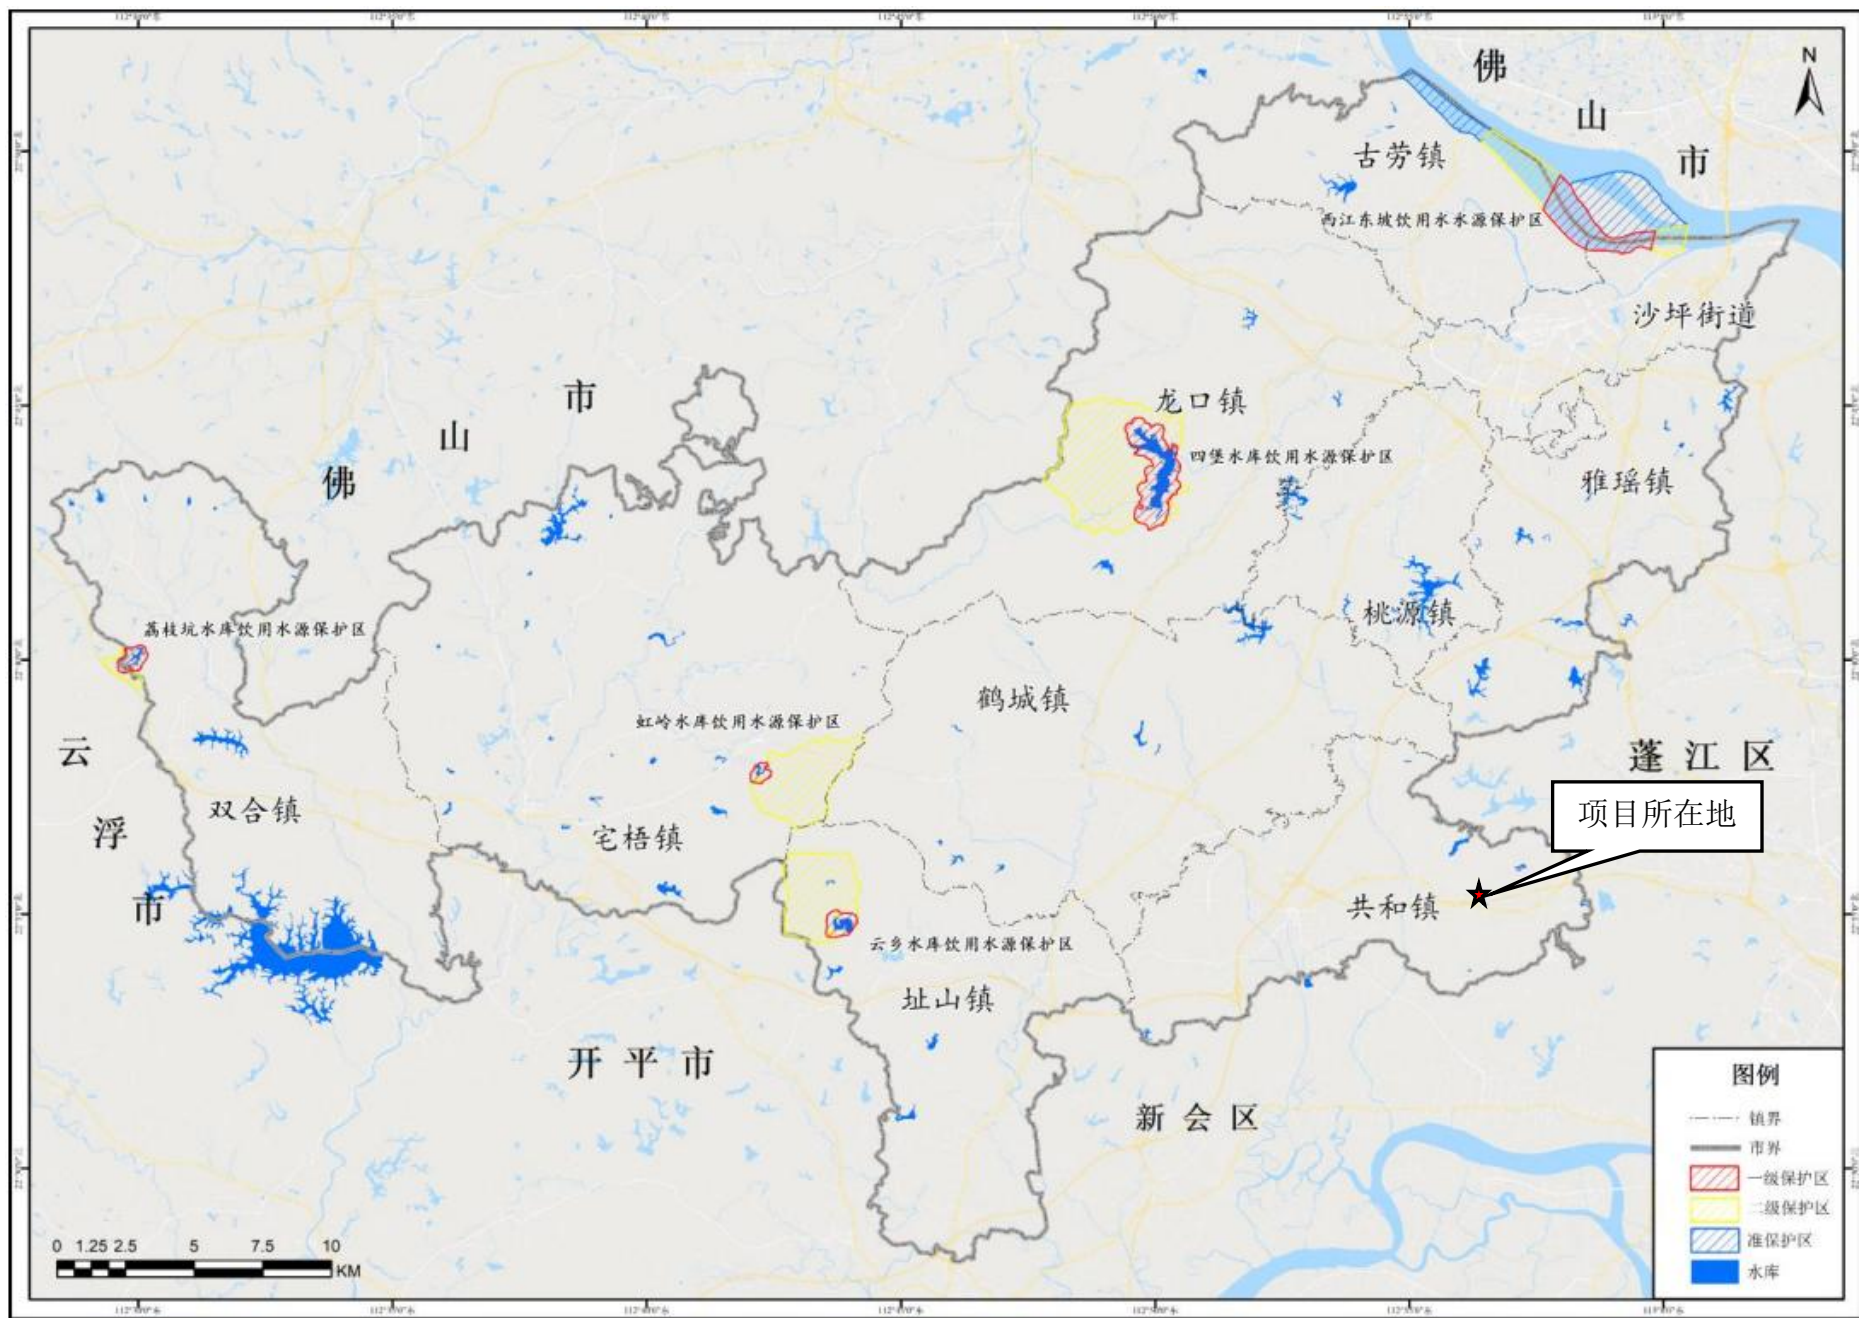 N
佛
山
市
古劳镇
西江东坡饮用水水源保护区
沙坪街道
市
山
佛
龙口镇
四堡水库饮用水源保护区
雅瑶镇
桃源镇
荔枝坑水库饮用水源保护区
鹤城镇
虹岭水库饮用水源保护区
云
浮
市
双合镇
宅梧镇
蓬江区
项目所在地
共和镇
云乡水库饮用水源保护区
址山镇
开平市
新会区
图例
镇界
市界
一级保护区
二级保护区
准保护区
水库
0 1.25 2.5 5 7.5 10
KM